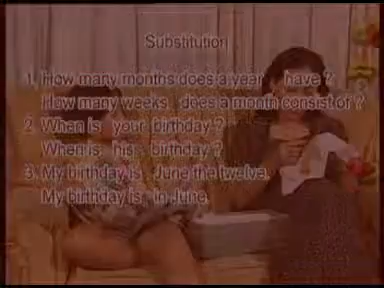 Substitution
1. How many months does a year have ?
How many weeks does a month consist of ?
2. When is your birthday ?
When is his birthday ?
3. My birthday is June the twelve.
My birthday is in June.